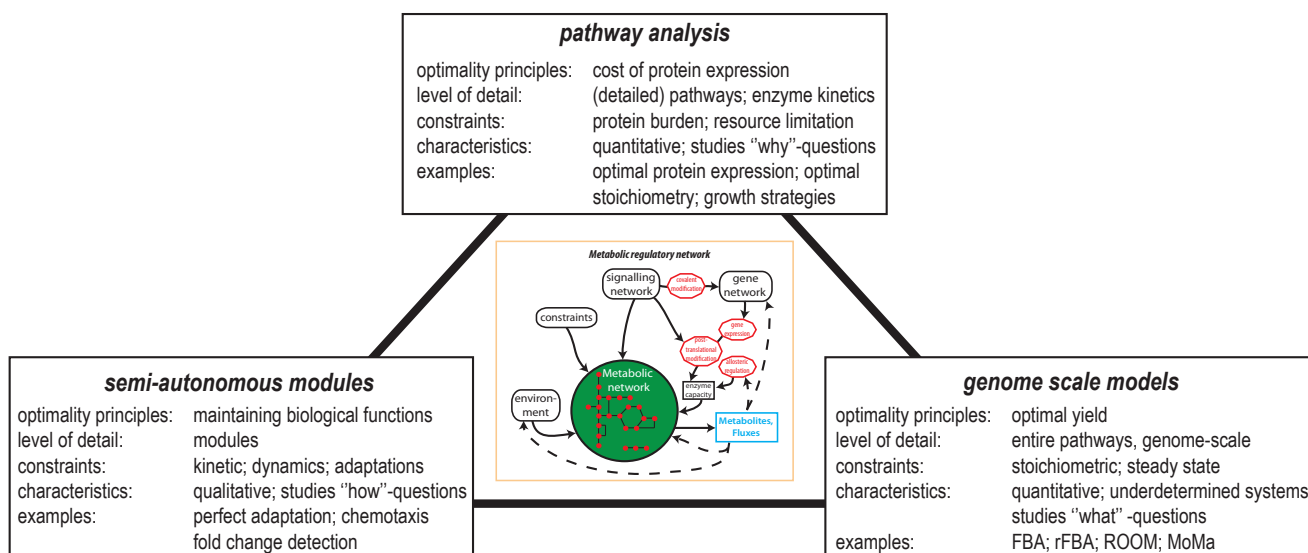 pathway analysis
optimality principles: cost of protein expression
level of detail: (detailed) pathways; enzyme kinetics
constraints: protein burden; resource limitation
characteristics: quantitative; studies ‘‘why’’-questions
examples: optimal protein expression; optimal
stoichiometry; growth strategies
Metabolic regulatory network
signalling
network
covalent
modification
gene
network
constraints
gene
expression
post-
translational
modification
allosteric
regulation
Metabolic
network
enzyme
capacity
environ-
ment
Metabolites,
Fluxes
semi-autonomous modules
optimality principles: maintaining biological functions
level of detail: modules
constraints: kinetic; dynamics; adaptations
characteristics: qualitative; studies ‘‘how’’-questions
examples: perfect adaptation; chemotaxis
fold change detection
genome scale models
optimality principles: optimal yield
level of detail: entire pathways, genome-scale
constraints: stoichiometric; steady state
characteristics: quantitative; underdetermined systems
studies ‘‘what’’ -questions
examples: FBA; rFBA; ROOM; MoMa